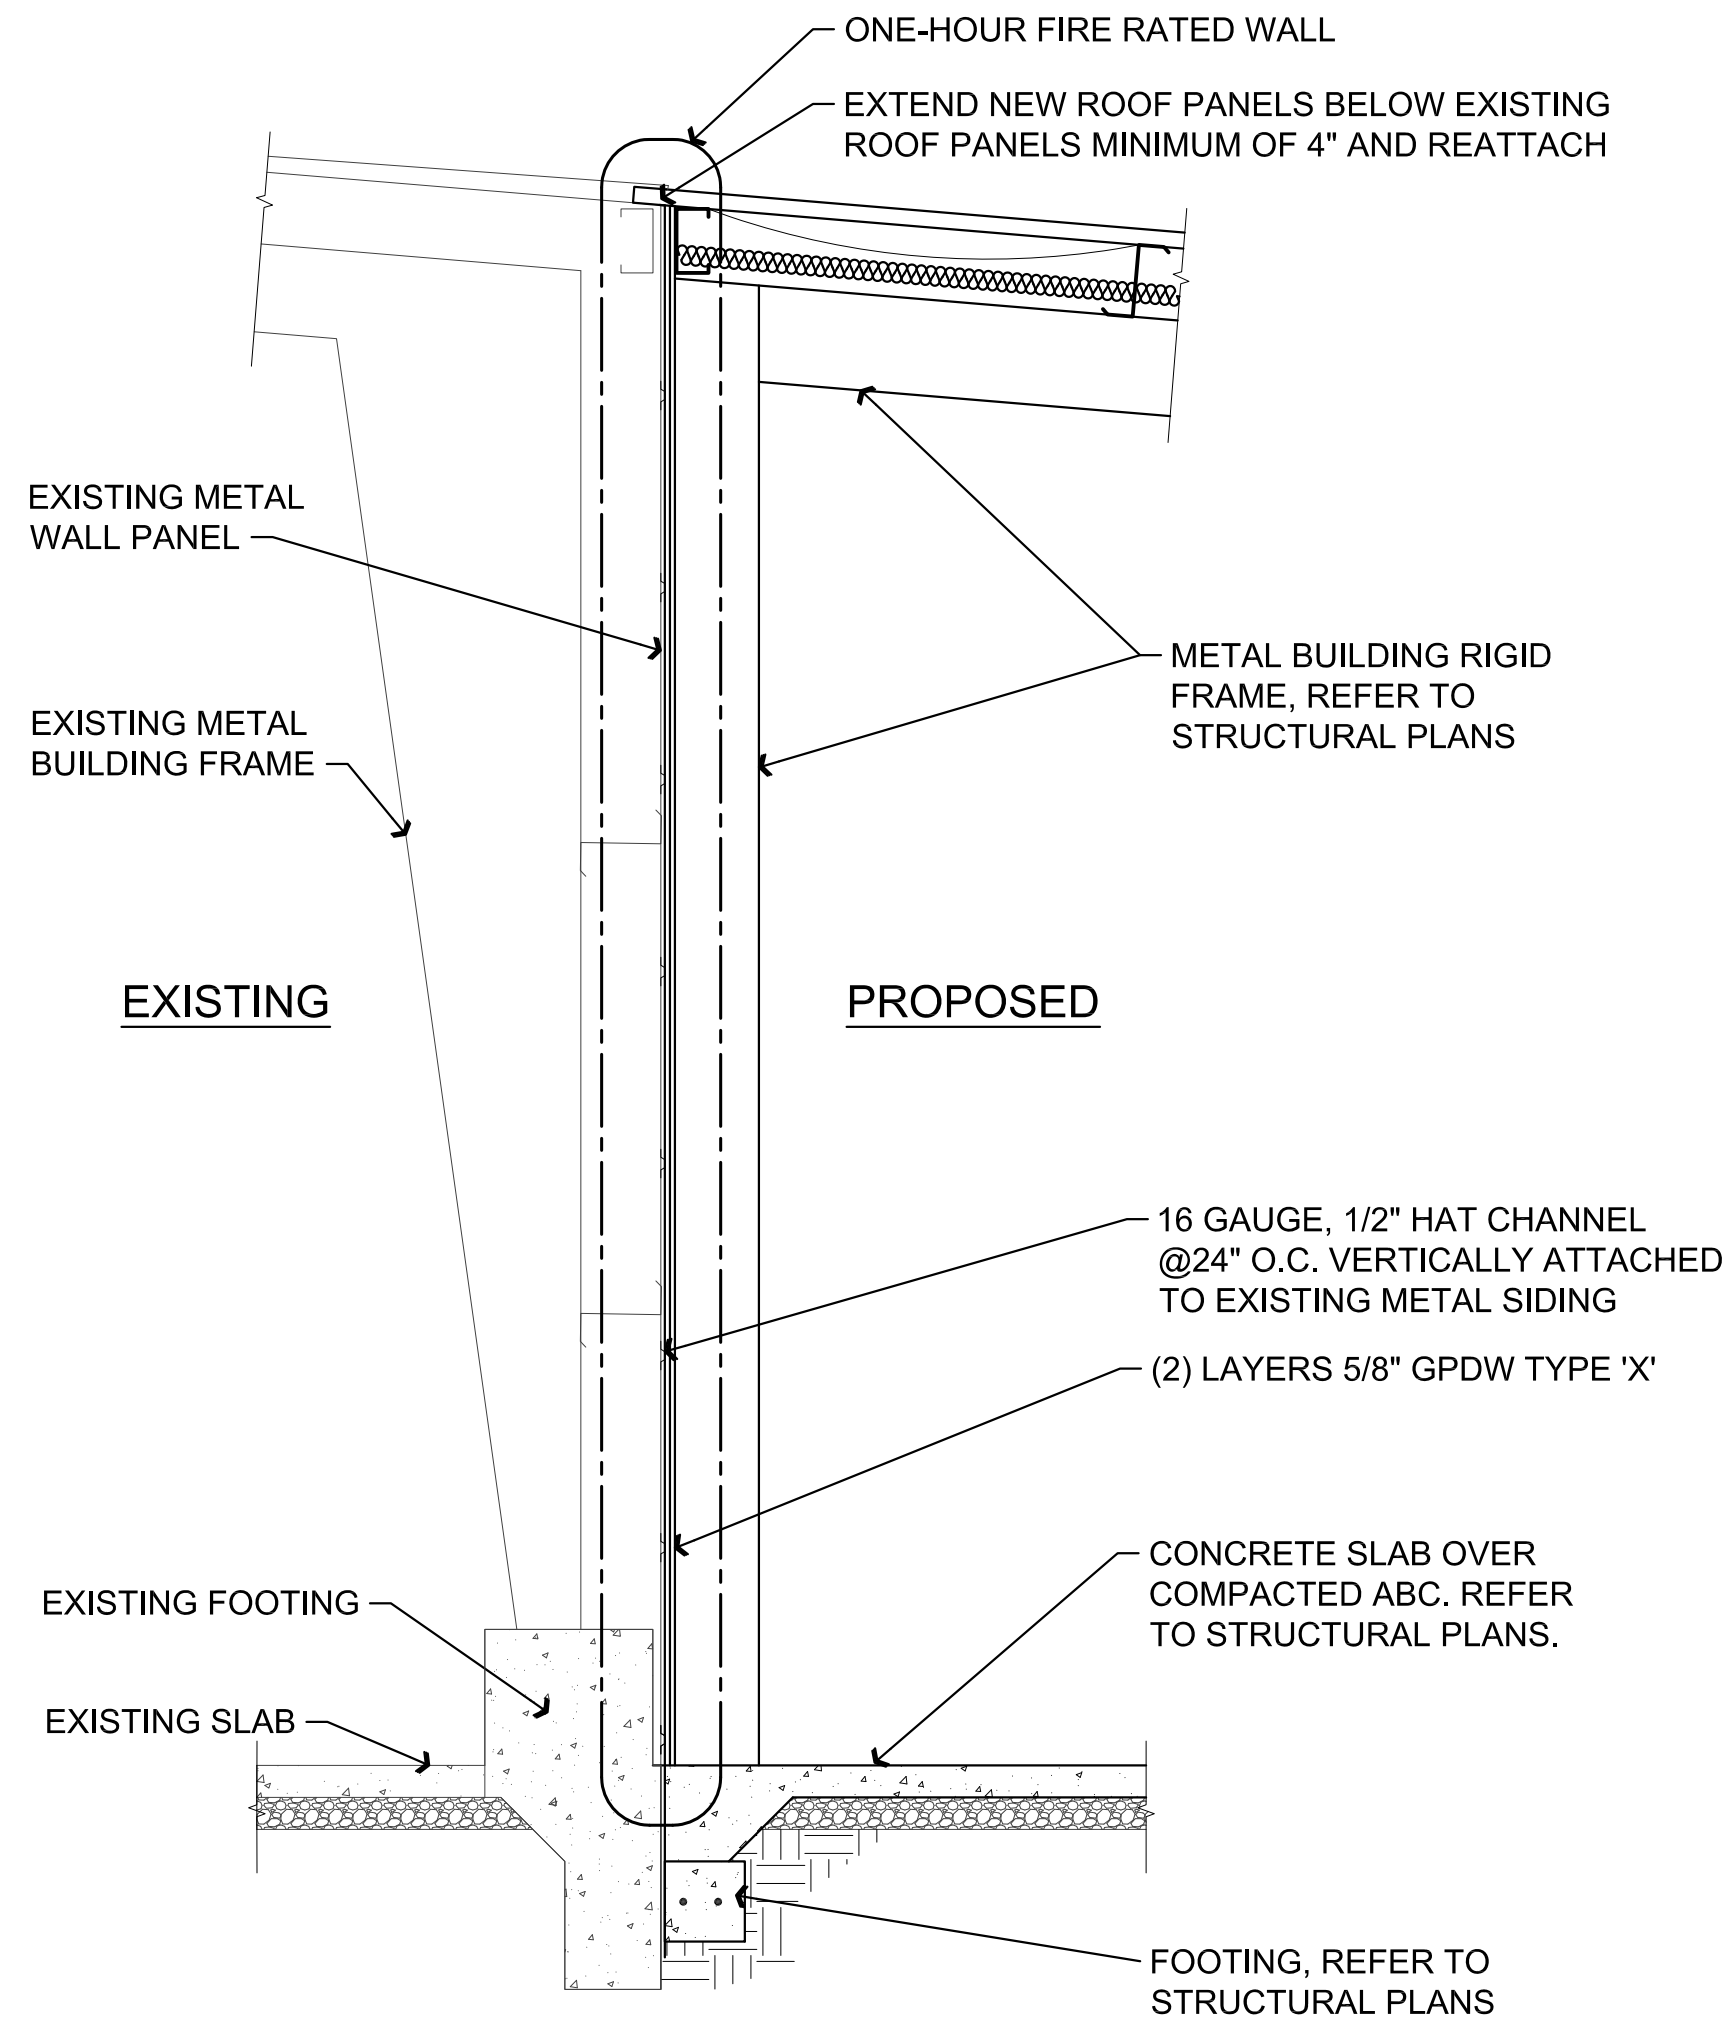 ONE-HOUR FIRE RATED WALL
EXTEND NEW ROOF PANELS BELOW EXISTING
ROOF PANELS MINIMUM OF 4" AND REATTACH
EXISTING METAL
WALL PANEL
METAL BUILDING RIGID
FRAME, REFER TO
STRUCTURAL PLANS
EXISTING METAL
BUILDING FRAME
EXISTING
PROPOSED
16 GAUGE, 1/2" HAT CHANNEL
@24" O.C. VERTICALLY ATTACHED
TO EXISTING METAL SIDING
(2) LAYERS 5/8" GPDW TYPE 'X'
CONCRETE SLAB OVER
COMPACTED ABC. REFER
TO STRUCTURAL PLANS.
EXISTING FOOTING
EXISTING SLAB
FOOTING, REFER TO
STRUCTURAL PLANS